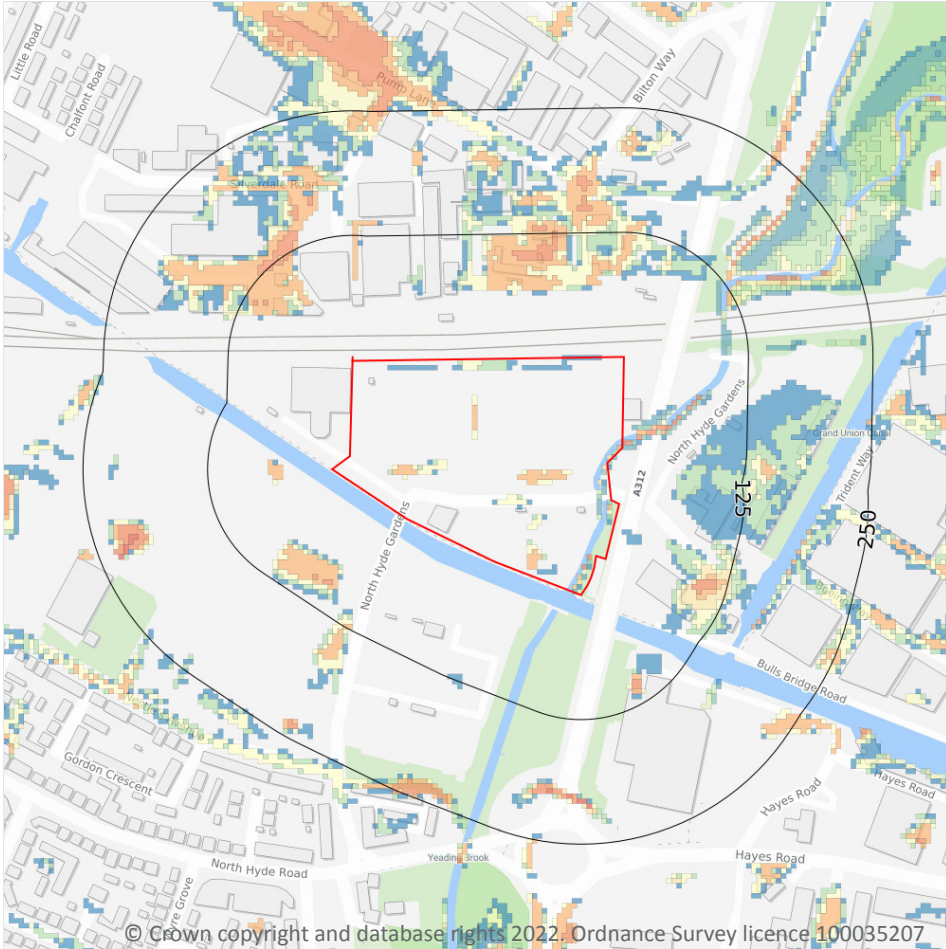 Little Road
Chalfont Road
Pump Lane
Bilton Way
Silverdale Road
North Hyde Gardens
Grand Union Canal
Trident Way
A312
125
250
North Hyde Gardens
Bulls Bridge Road
Gordon Crescent
Hayes Road
Hayes Road
North Hyde Road
Yeading Brook
Hayes Road
© Crown copyright and database rights 2022. Ordnance Survey licence 100035207